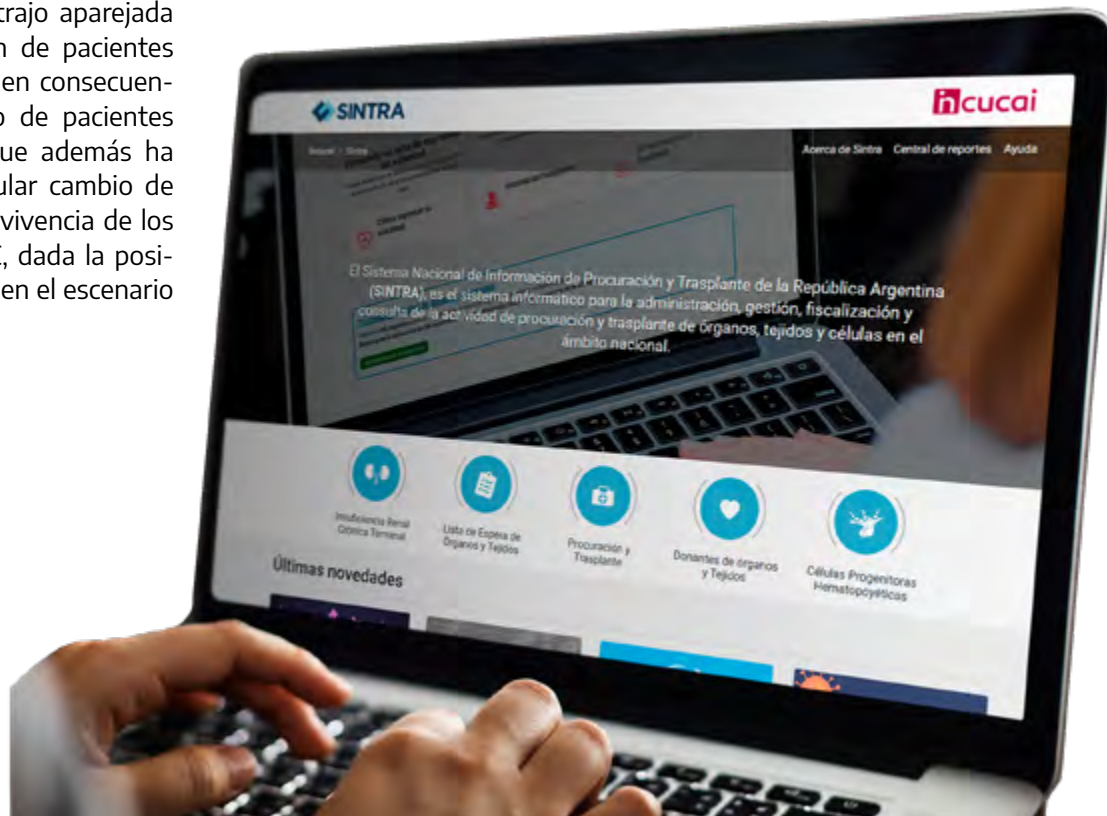 trajo aparejada
n de pacientes
en consecuen-
o de pacientes
ue además ha
ular cambio de
vivencia de los
, dada la posi-
en el escenario
SINTRA
incucai
Acerca de Sintra Central de reportes Ayuda
El Sistema Nacional de Información de Procuración y Trasplante de la República Argentina
(SINTRA), es el sistema informático para la administración, gestión, fiscalización y
consulta de la actividad de procuración y trasplante de órganos, tejidos y células en el
ámbito nacional.
Insuficiencia Renal
Crónica Terminal
Lista de Espera de
Órganos y Tejidos
Procuración y
Trasplante
Donantes de órganos
y Tejidos
Células Progenitoras
Hematopoyéticas
Últimas novedades